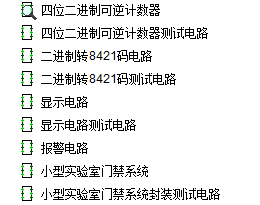 四位二进制可逆计数器
四位二进制可逆计数器测试电路
二进制转8421码电路
二进制转8421码测试电路
显示电路
显示电路测试电路
报警电路
小型实验室门禁系统
小型实验室门禁系统封装测试电路